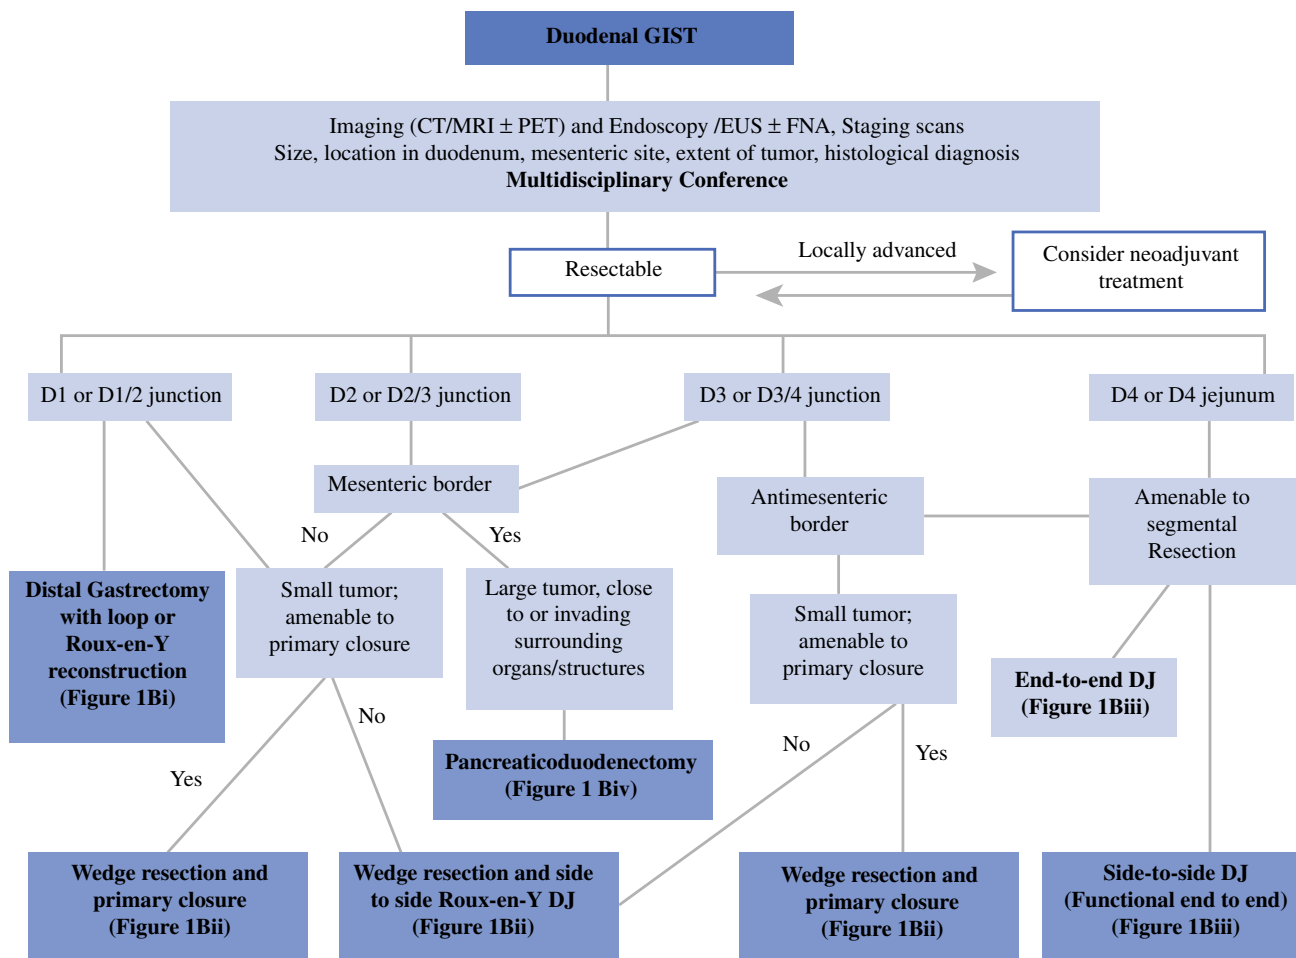 Duodenal GIST
Imaging (CT/MRI ± PET) and Endoscopy /EUS ± FNA, Staging scans
Size, location in duodenum, mesenteric site, extent of tumor, histological diagnosis
Multidisciplinary Conference
Resectable
Locally advanced
Consider neoadjuvant
treatment
D1 or D1/2 junction
D2 or D2/3 junction
D3 or D3/4 junction
D4 or D4 jejunum
Mesenteric border
Antimesenteric
border
Amenable to
segmental
Resection
No
Yes
Distal Gastrectomy
with loop or
Roux-en-Y
reconstruction
(Figure 1Bi)
Small tumor;
amenable to
primary closure
Large tumor, close
to or invading
surrounding
organs/structures
Small tumor;
amenable to
primary closure
End-to-end DJ
(Figure 1Biii)
No
Yes
Pancreaticoduodenectomy
(Figure 1 Biv)
No
Yes
Wedge resection and
primary closure
(Figure 1Bii)
Wedge resection and side
to side Roux-en-Y DJ
(Figure 1Bii)
Wedge resection and
primary closure
(Figure 1Bii)
Side-to-side DJ
(Functional end to end)
(Figure 1Biii)